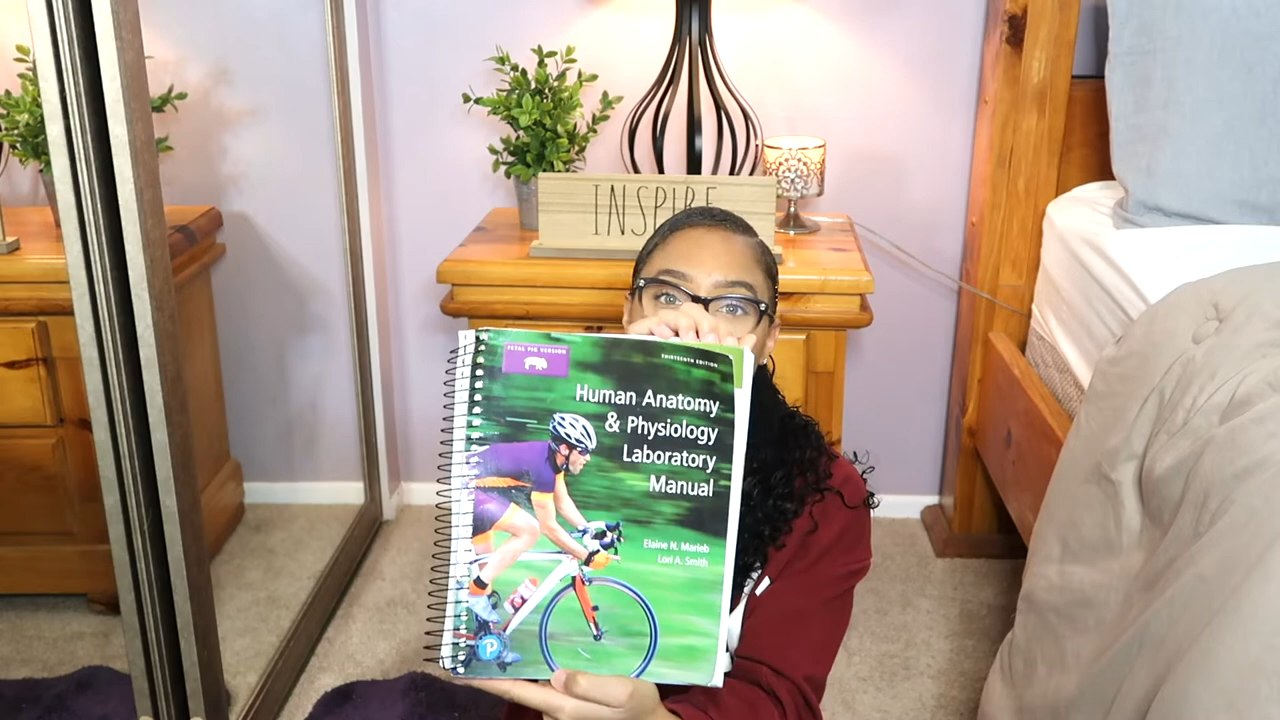 INSPIRE
FETAL PIG VERSION
THIRTEENTH EDITION
Human Anatomy
& Physiology
Laboratory
Manual
Elaine N. Marieb
Lori A. Smith
P